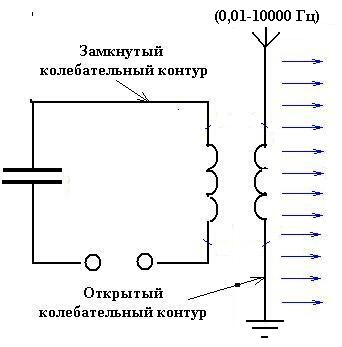 (0,01-10000 Гц)
Замкнутый
колебательный контур
Открытый
колебательный контур